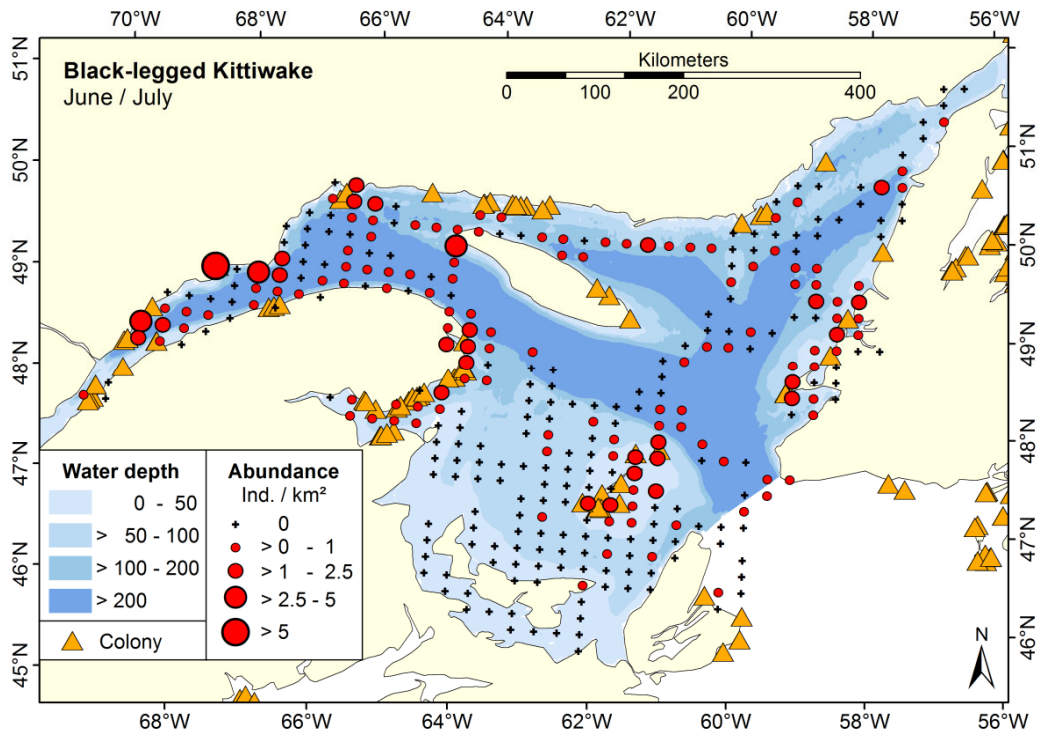 70°W 68°W 66°W 64°W 62°W 60°W 58°W 56°W
51°N
50°N
49°N
48°N
47°N
46°N
45°N
Black-legged Kittiwake
June / July
Kilometers
0 100 200 400
51°N
50°N
49°N
48°N
47°N
46°N
Water depth
0 - 50
> 50 - 100
> 100 - 200
> 200
Colony
Abundance
Ind. / km²
0
> 0 - 1
> 1 - 2.5
> 2.5 - 5
> 5
N
68°W 66°W 64°W 62°W 60°W 58°W 56°W